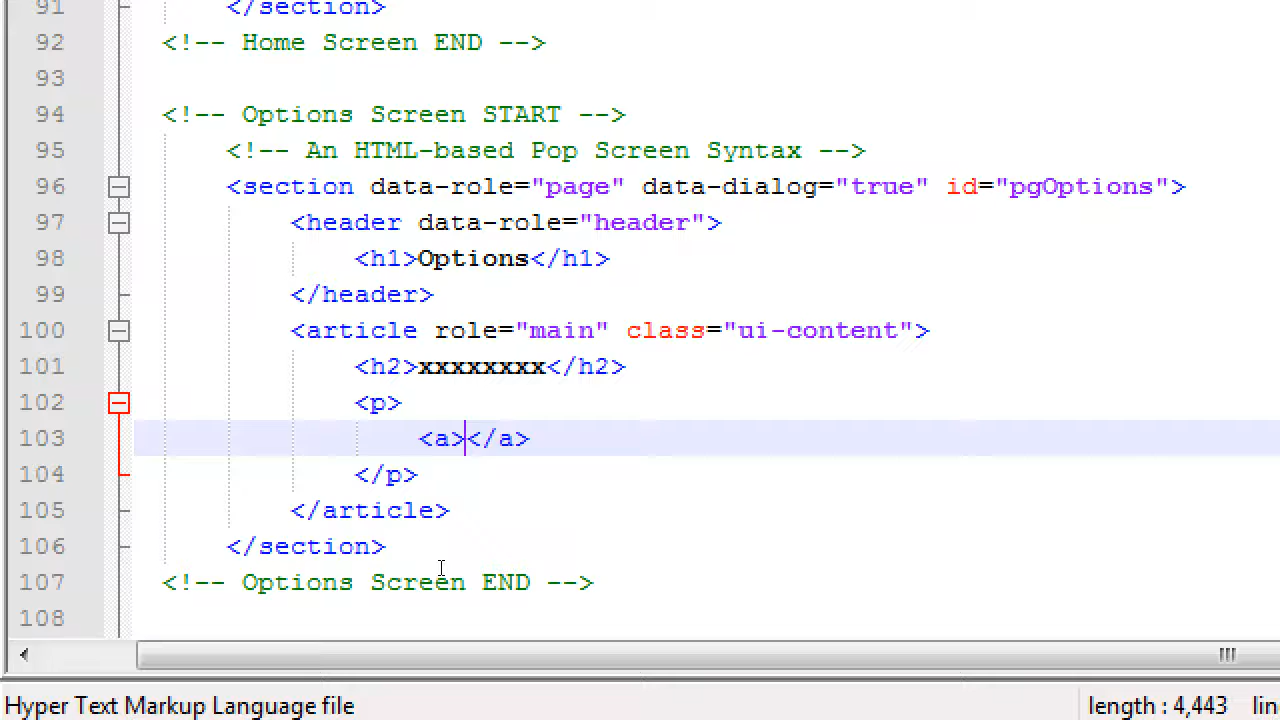 91 </section>
92 <!-- Home Screen END -->
93
94 <!-- Options Screen START -->
95 <!-- An HTML-based Pop Screen Syntax -->
96 <section data-role="page" data-dialog="true" id="pgOptions">
97 <header data-role="header">
98 <h1>Options</h1>
99 </header>
100 <article role="main" class="ui-content">
101 <h2>xxxxxxxx</h2>
102 <p>
103 <a></a>
104 </p>
105 </article>
106 </section>
107 <!-- Options Screen END -->
108
Hyper Text Markup Language file length : 4,443 lin